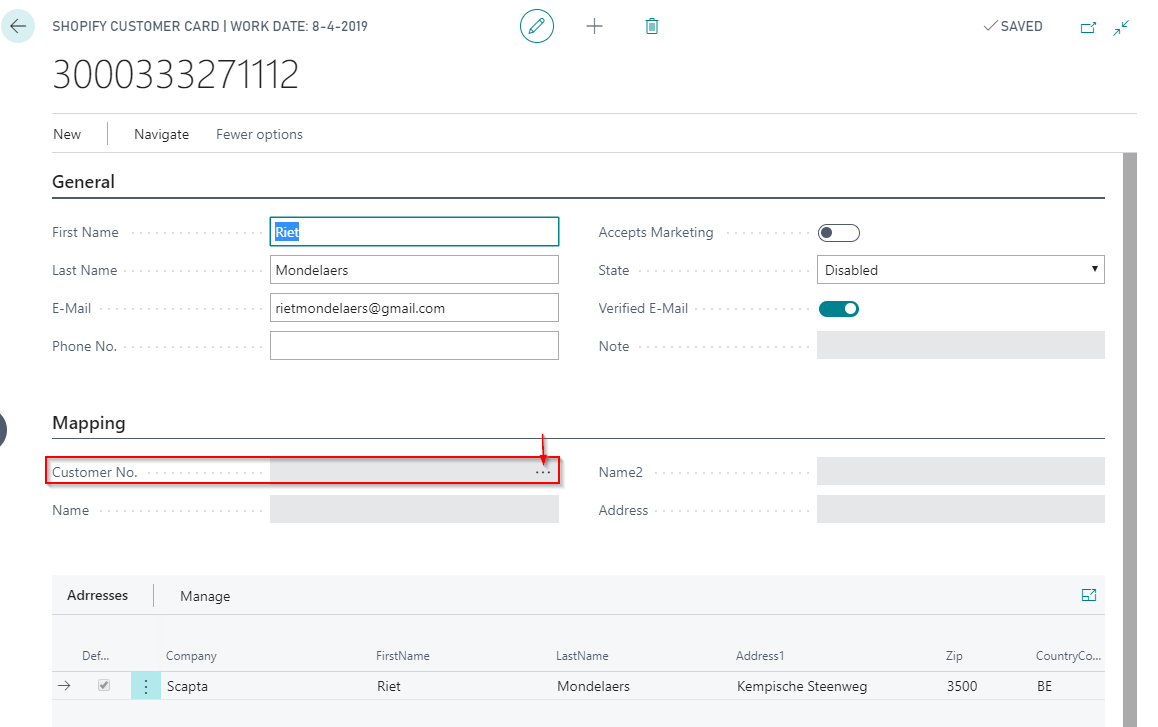 SHOPIFY CUSTOMER CARD | WORK DATE: 8-4-2019
SAVED
3000333271112
New Navigate Fewer options
General
First Name Riet
Last Name Mondelaers
E-Mail rietmondelaers@gmail.com
Phone No.
Accepts Marketing
State Disabled
Verified E-Mail
Note
Mapping
Customer No. ...
Name
Name2
Address
Adrresses Manage
Def... Company FirstName LastName Address1 Zip CountryCo...
Scapta Riet Mondelaers Kempische Steenweg 3500 BE